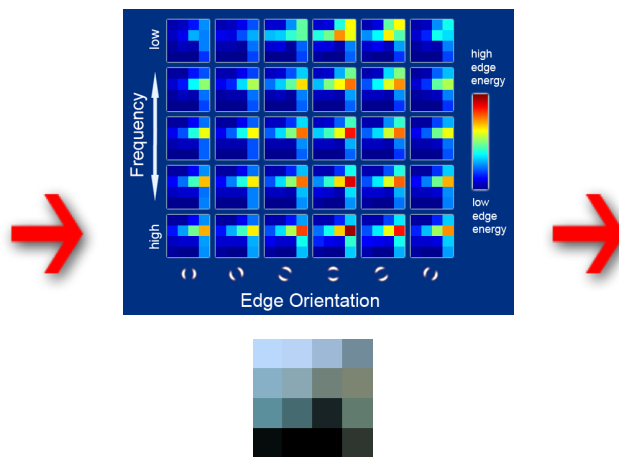 low
Frequency
high
high
edge
energy
low
edge
energy
Edge Orientation